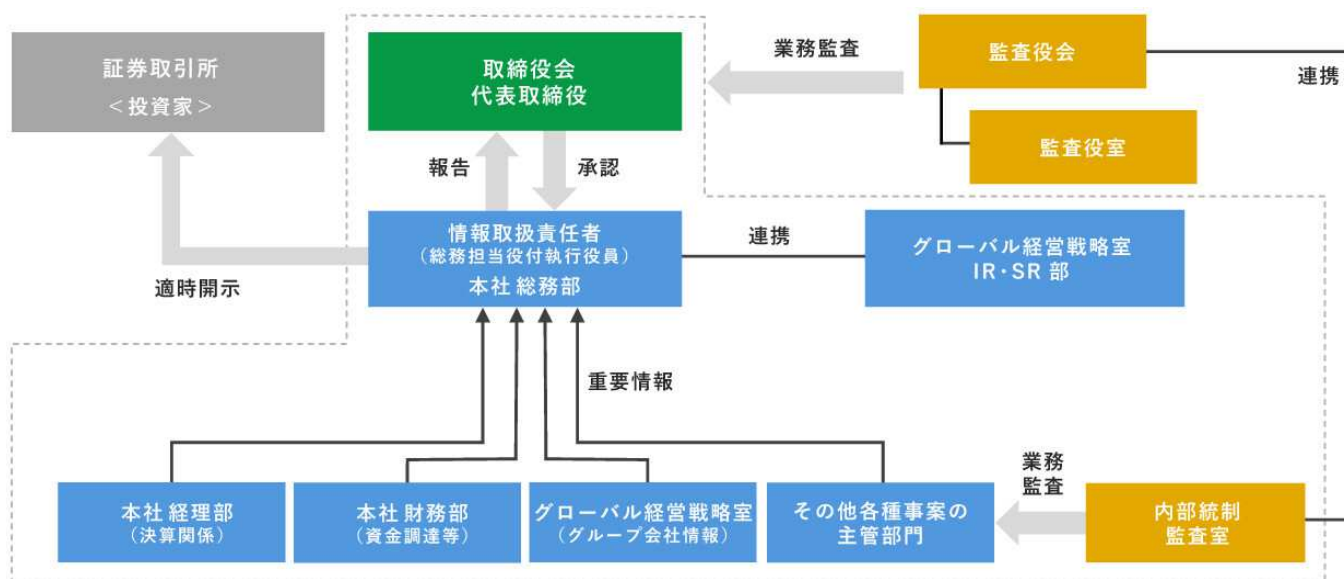 証券取引所
<投資家>
取締役会
代表取締役
業務監査
監査役会
連携
監査役室
報告
承認
情報取扱責任者
(総務担当役付執行役員)
本社 総務部
連携
グローバル経営戦略室
IR・SR 部
適時開示
重要情報
本社 経理部
(決算関係)
本社 財務部
(資金調達等)
グローバル経営戦略室
(グループ会社情報)
その他各種事案の
主管部門
業務
監査
内部統制
監査室